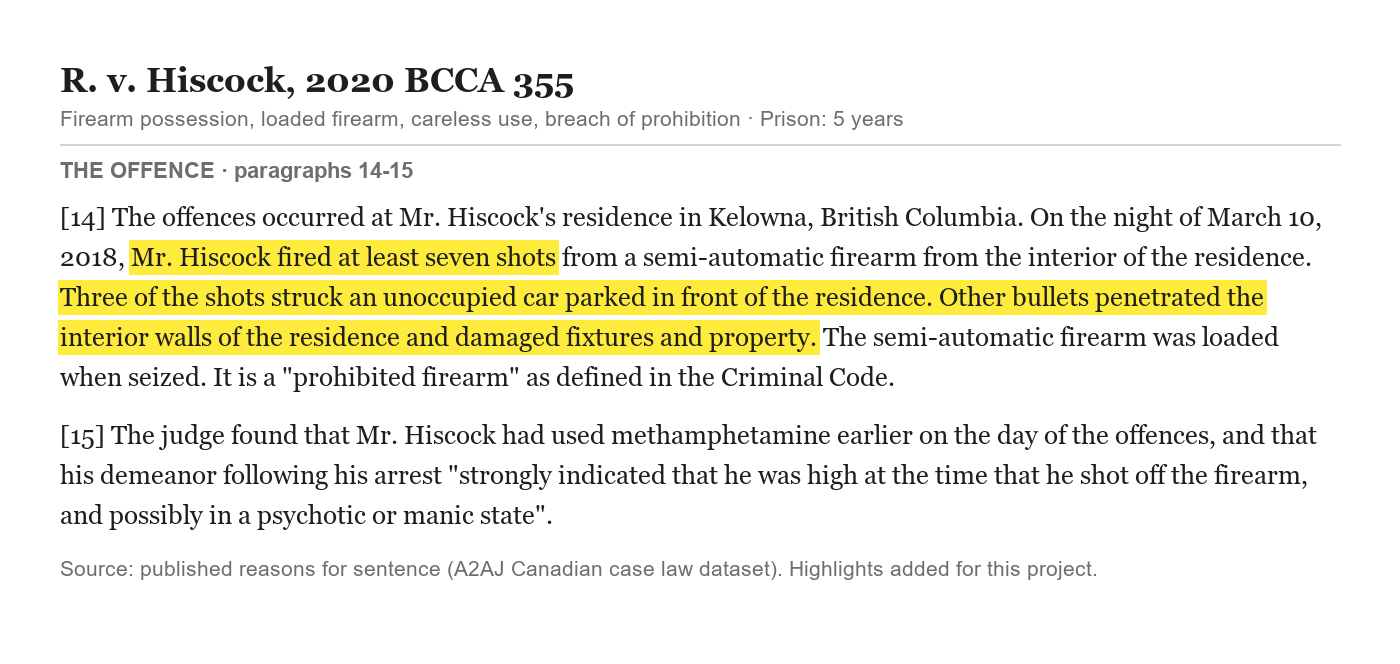 R. v. Hiscock, 2020 BCCA 355
Firearm possession, loaded firearm, careless use, breach of prohibition · Prison: 5 years
THE OFFENCE · paragraphs 14-15
[14] The offences occurred at Mr. Hiscock's residence in Kelowna, British Columbia. On the night of March 10,
2018, Mr. Hiscock fired at least seven shots from a semi-automatic firearm from the interior of the residence.
Three of the shots struck an unoccupied car parked in front of the residence. Other bullets penetrated the
interior walls of the residence and damaged fixtures and property. The semi-automatic firearm was loaded
when seized. It is a "prohibited firearm" as defined in the Criminal Code.
[15] The judge found that Mr. Hiscock had used methamphetamine earlier on the day of the offences, and that
his demeanor following his arrest "strongly indicated that he was high at the time that he shot off the firearm,
and possibly in a psychotic or manic state".
Source: published reasons for sentence (A2AJ Canadian case law dataset). Highlights added for this project.